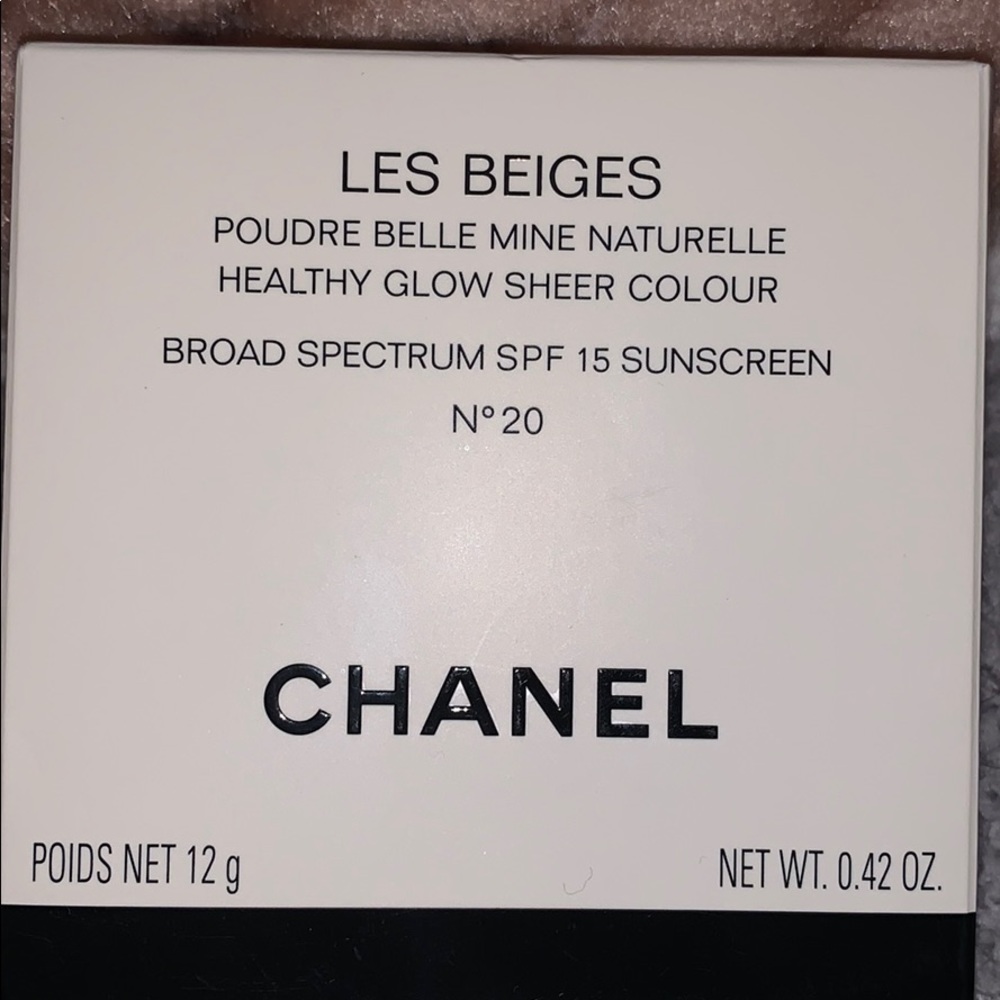 LES BEIGES
POUDRE BELLE MINE NATURELLE
HEALTHY GLOW SHEER COLOUR
BROAD SPECTRUM SPF 15 SUNSCREEN
N° 20
CHANEL
POIDS NET 12 g
NET WT. 0.42 OZ.